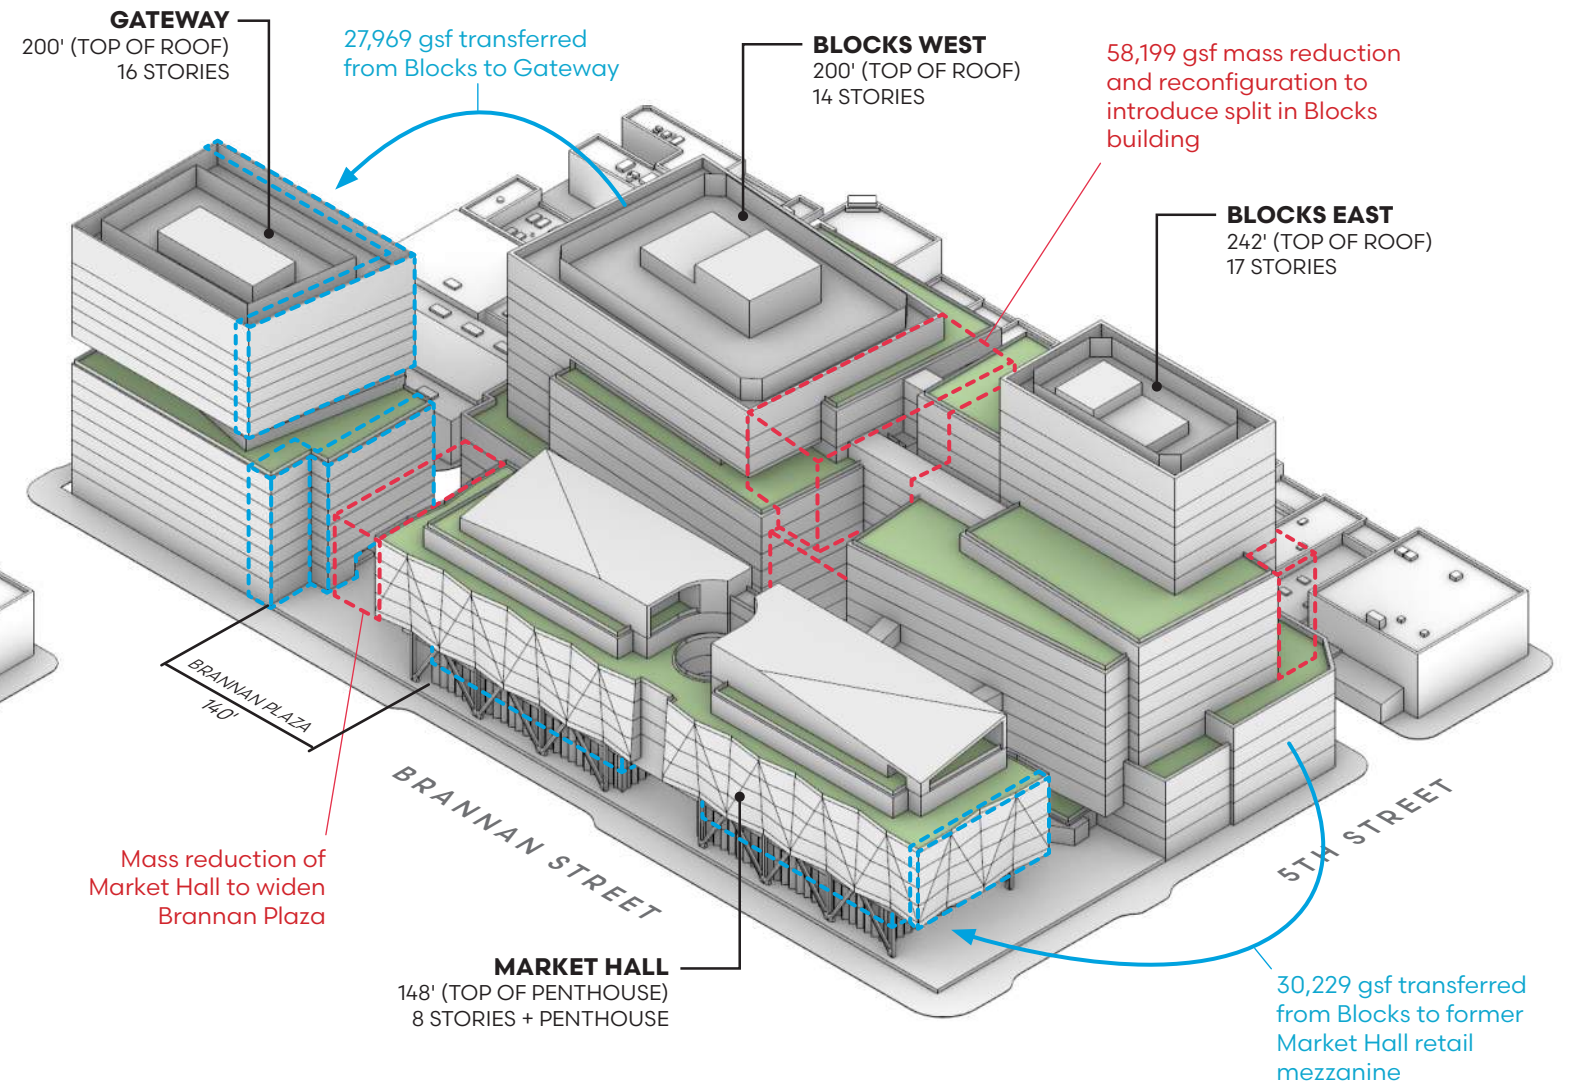 GATEWAY
200' (TOP OF ROOF)
16 STORIES
27,969 gsf transferred
from Blocks to Gateway
BLOCKS WEST
200' (TOP OF ROOF)
14 STORIES
58,199 gsf mass reduction
and reconfiguration to
introduce split in Blocks
building
BLOCKS EAST
242' (TOP OF ROOF)
17 STORIES
BRANNAN PLAZA
140'
BRANNAN STREET
5TH STREET
Mass reduction of
Market Hall to widen
Brannan Plaza
MARKET HALL
148' (TOP OF PENTHOUSE)
8 STORIES + PENTHOUSE
30,229 gsf transferred
from Blocks to former
Market Hall retail
mezzanine